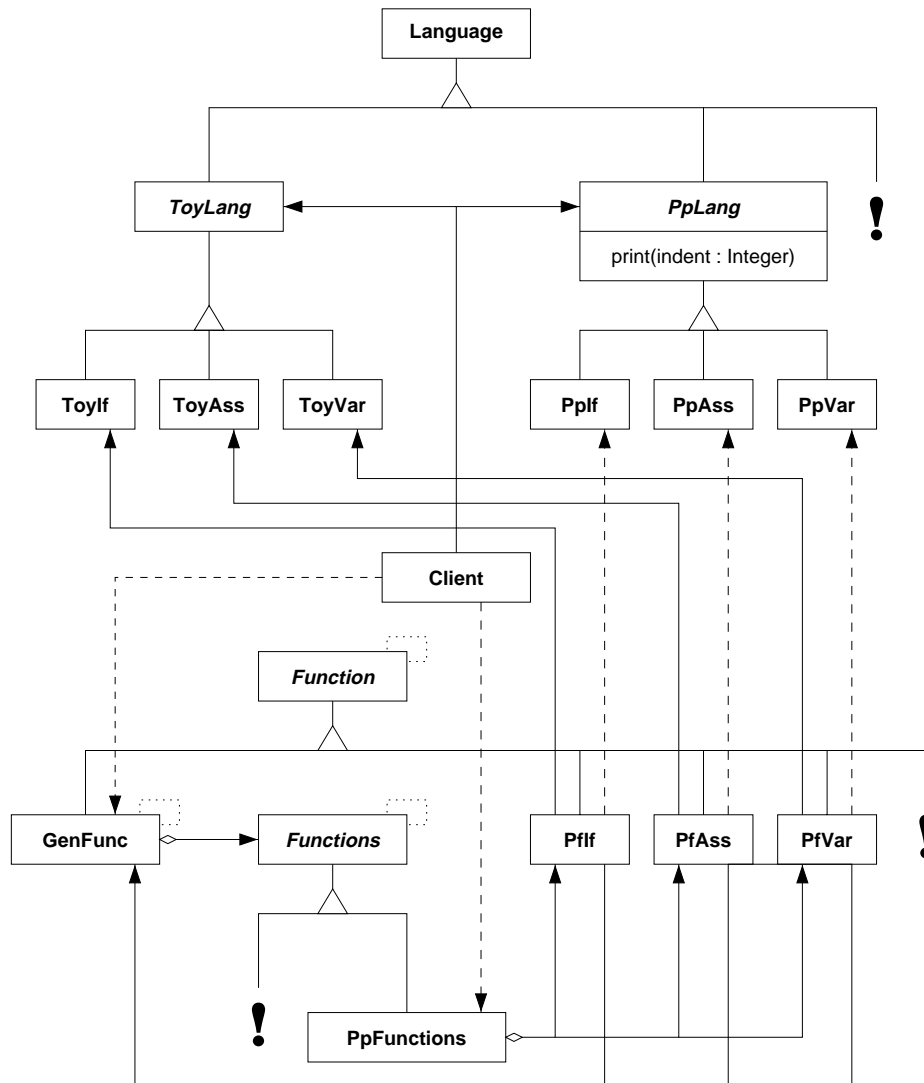 Language
ToyLang
PpLang
!
print(indent : Integer)
ToyIf
ToyAss
ToyVar
PpIf
PpAss
PpVar
Client
Function
GenFunc
Functions
PfIf
PfAss
PfVar
!
!
PpFunctions